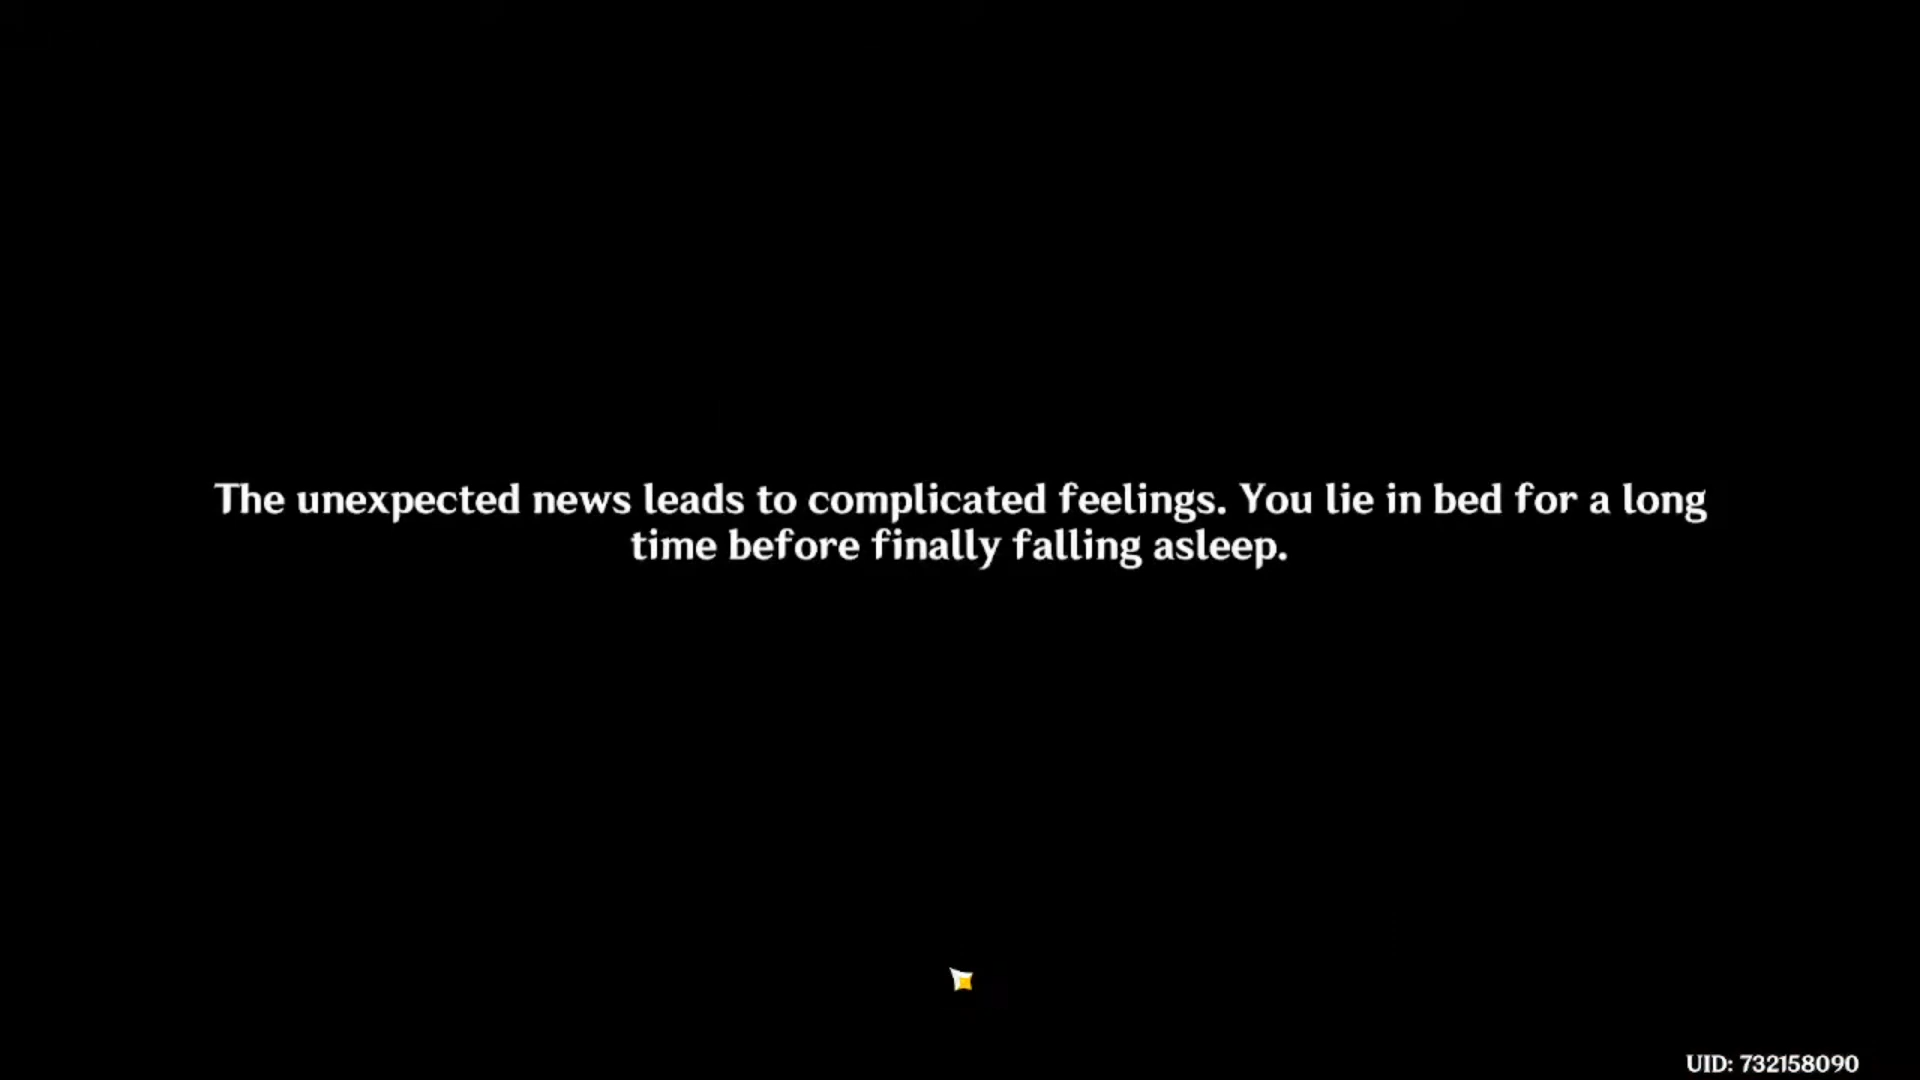 The unexpected news leads to complicated feelings. You lie in bed for a long
time before finally falling asleep.
UID: 732158090